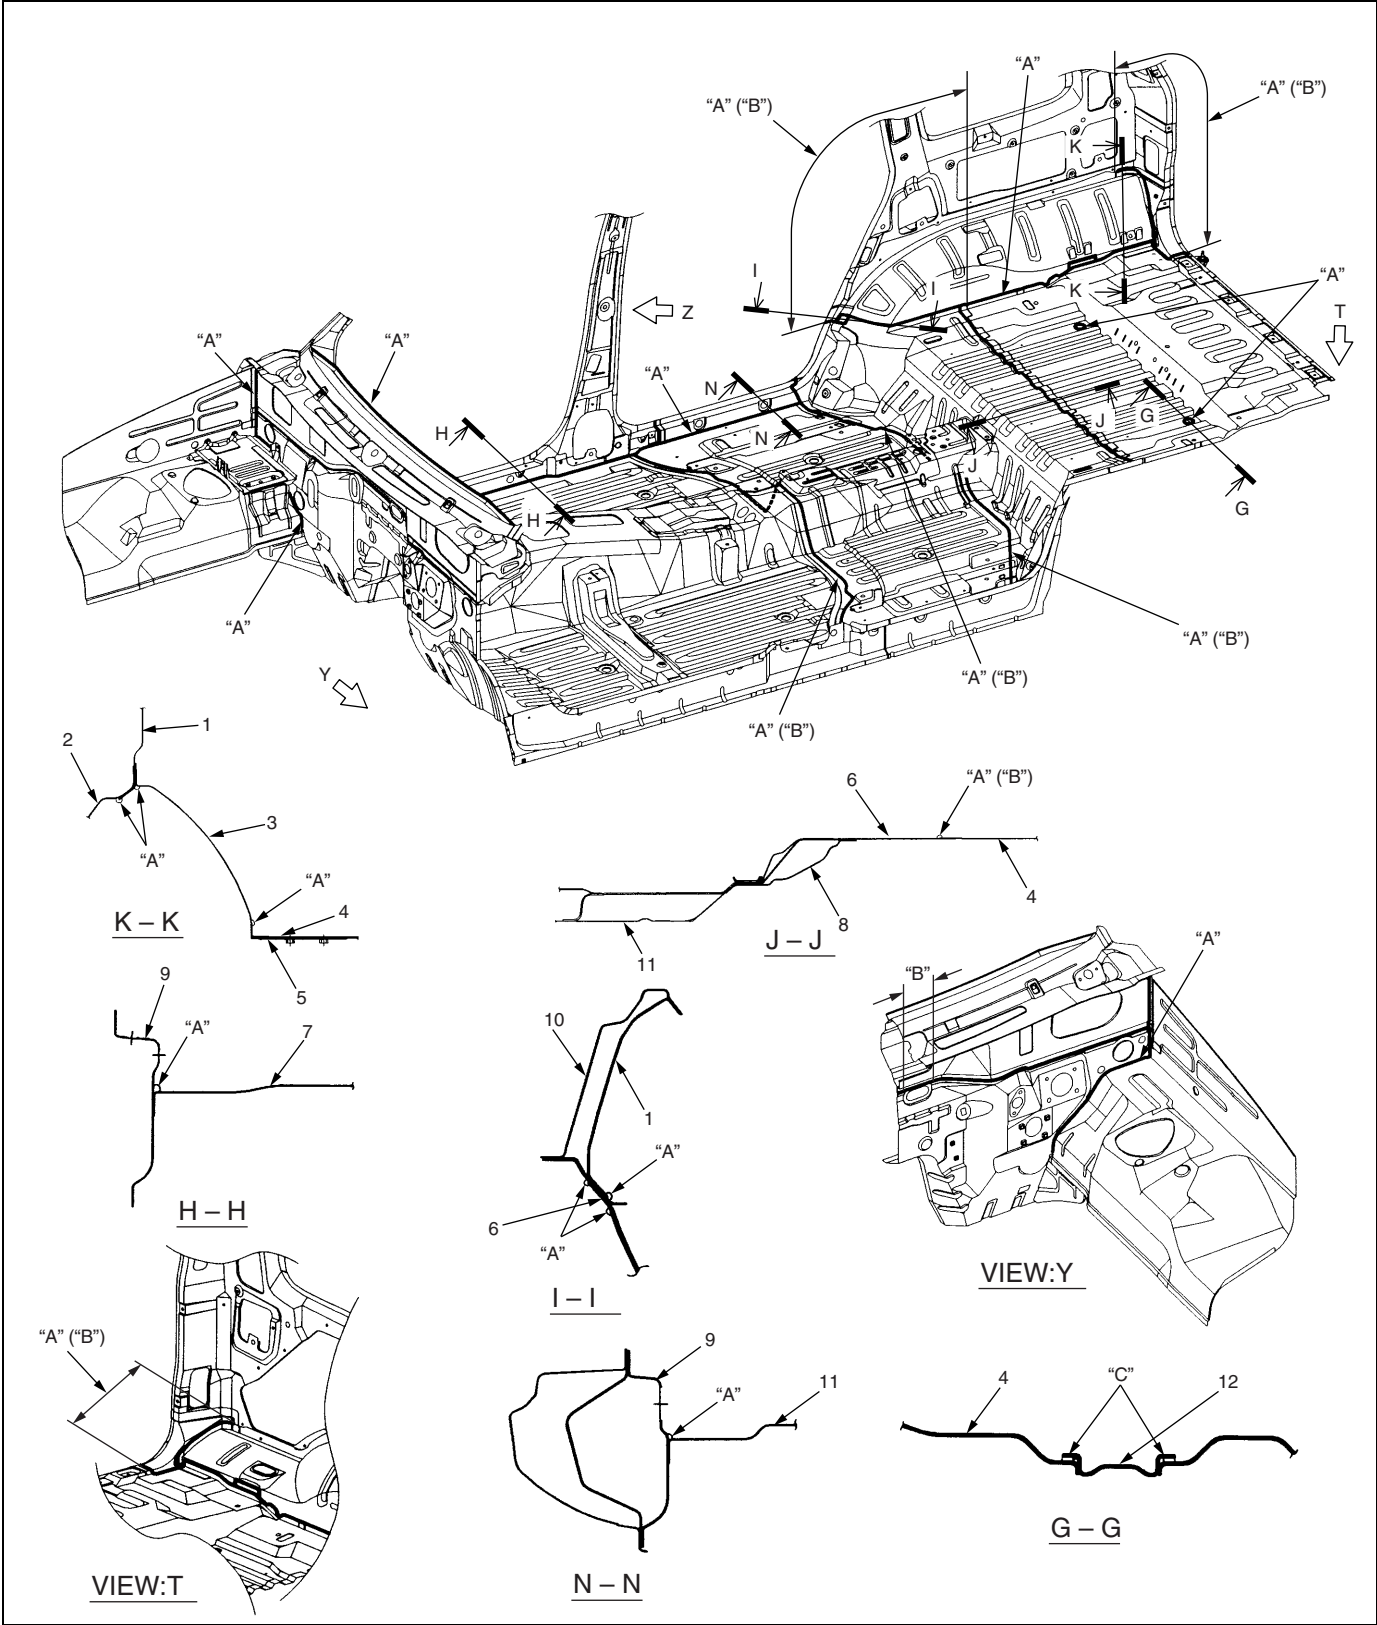 “A”
“A” (“B”)
“A” (“B”)
K
I
I
“A”
K
T
Z
“A”
“A”
“A”
N
H
N
J
G
J
G
H
“A”
“A” (“B”)
Y
“A” (“B”)
“A” (“B”)
1
2
3
“A”
“A”
4
5
K – K
6
“A” (“B”)
4
8
11
J – J
9
“A”
7
H – H
10
1
“A”
6
“A”
I – I
“A”
“B”
VIEW:Y
“A” (“B”)
VIEW:T
9
“A”
11
N – N
4
“C”
12
G – G